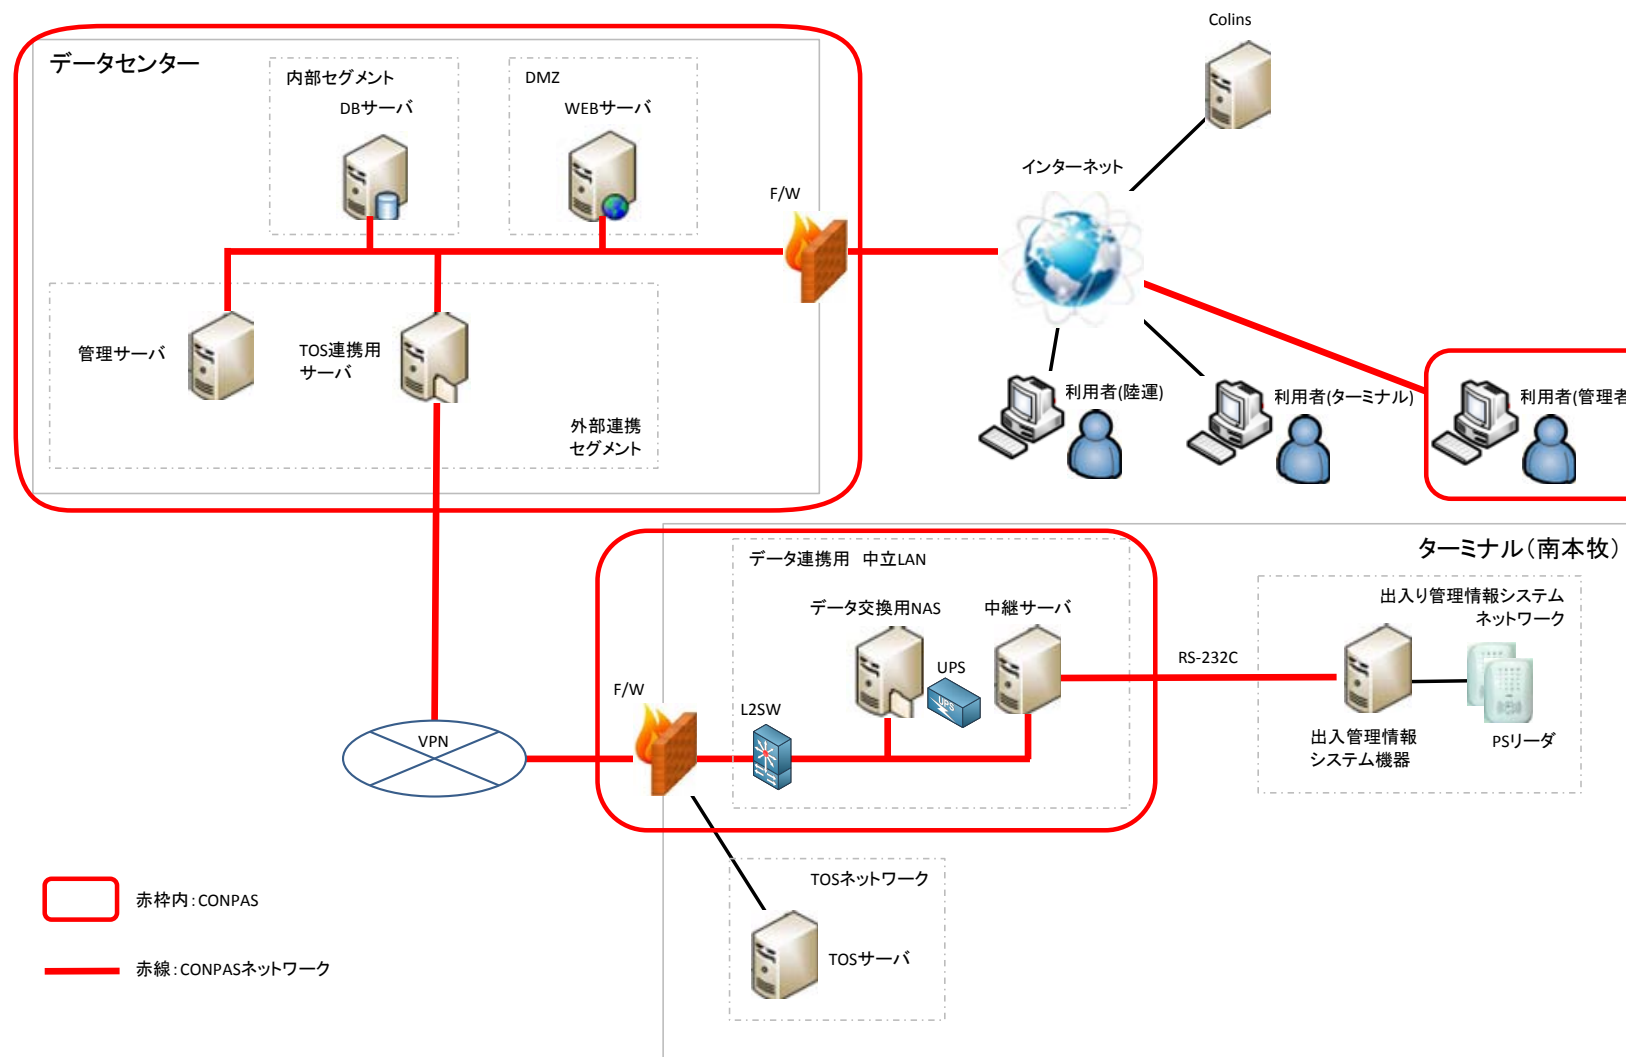 Colins
データセンター
内部セグメント
DBサーバ
DMZ
WEBサーバ
F/W
インターネット
管理サーバ
TOS連携用
サーバ
外部連携
セグメント
利用者(陸運)
利用者(ターミナル)
利用者(管理者
ターミナル(南本牧)
データ連携用 中立LAN
データ交換用NAS
中継サーバ
UPS
UPS
RS-232C
出入り管理情報システム
ネットワーク
F/W
L2SW
VPN
出入管理情報
システム機器
PSリーダ
TOSネットワーク
TOSサーバ
赤枠内:CONPAS
赤線:CONPASネットワーク